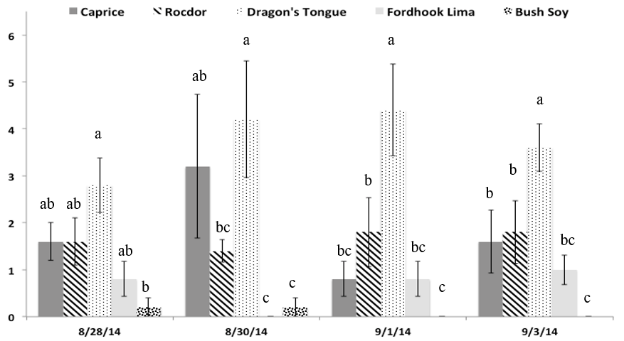 Caprice Rocdor Dragon's Tongue Fordhook Lima Bush Soy
6
5
4
3
2
1
0
ab ab a ab b
ab bc a c c
bc b a bc c
b b a bc c
8/28/14 8/30/14 9/1/14 9/3/14